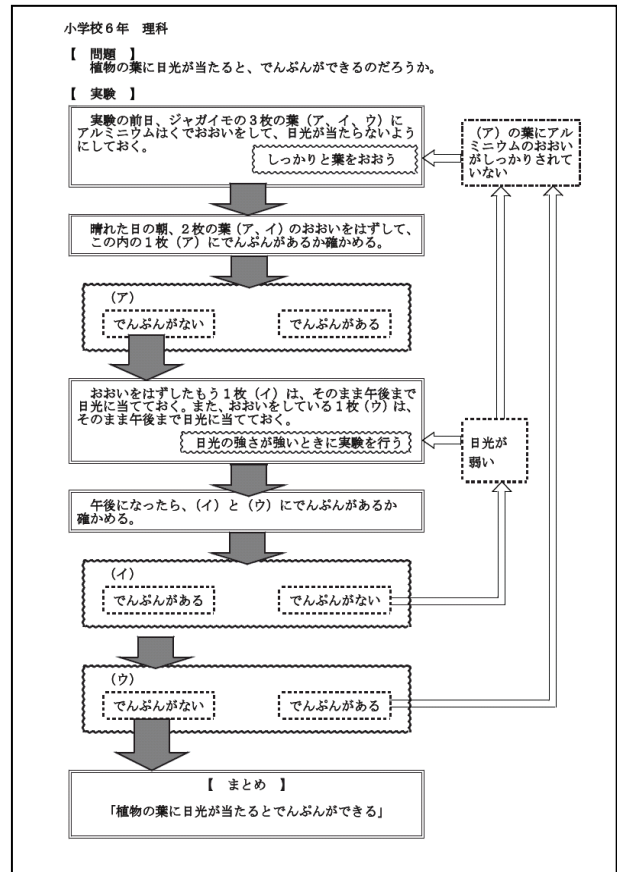 小学校６年　理科
【　問題　】
植物の葉に日光が当たると、でんぷんができるのだろうか。
【　実験　】
実験の前日、ジャガイモの３枚の葉（ア、イ、ウ）に
アルミニウムはくでおおいをして、日光が当たらないよう
にしておく。
しっかりと葉をおおう
（ア）の葉にアル
ミニウムのおおい
がしっかりされて
いない
晴れた日の朝、２枚の葉（ア、イ）のおおいをはずして、
この内の１枚（ア）にでんぷんがあるか確かめる。
（ア）
でんぷんがない
でんぷんがある
おおいをはずしたもう１枚（イ）は、そのまま午後まで
日光に当てておく。また、おおいをしている１枚（ウ）は、
そのまま午後まで日光に当てておく。
日光の強さが強いときに実験を行う
日光が
弱い
午後になったら、（イ）と（ウ）にでんぷんがあるか
確かめる。
（イ）
でんぷんがある
でんぷんがない
（ウ）
でんぷんがない
でんぷんがある
【　まとめ　】
「植物の葉に日光が当たるとでんぷんができる」